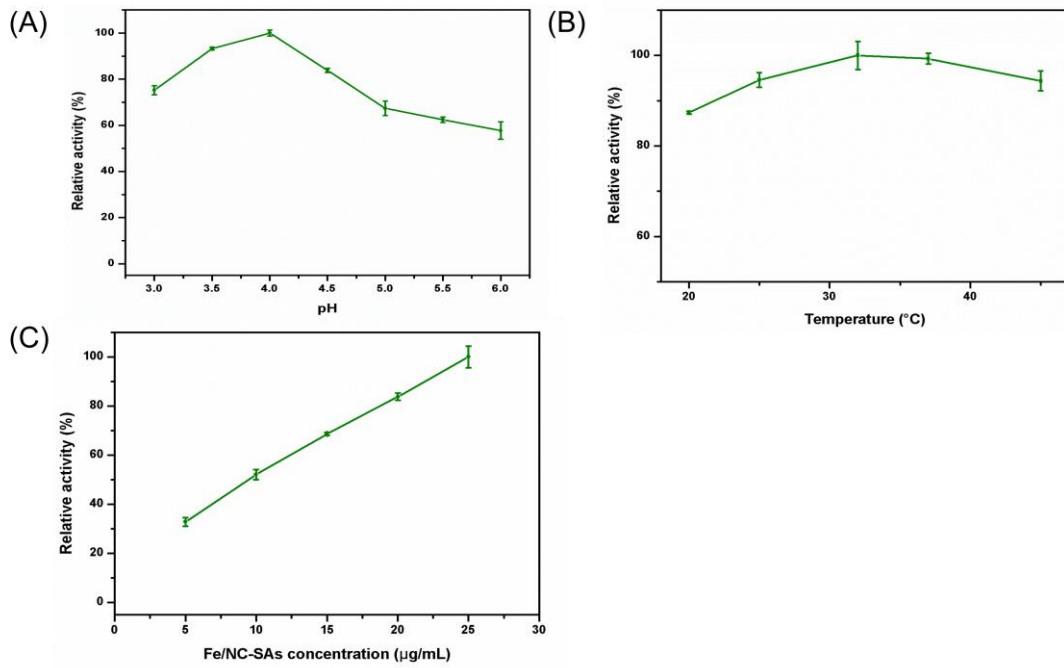 (A)
Relative activity (%)
100
80
60
40
20
0
3.0 3.5 4.0 4.5 5.0 5.5 6.0
pH
(B)
Relative activity (%)
100
80
60
20 30 40
Temperature (°C)
(C)
Relative activity (%)
100
80
60
40
20
0
0 5 10 15 20 25 30
Fe/NC-SAs concentration (μg/mL)